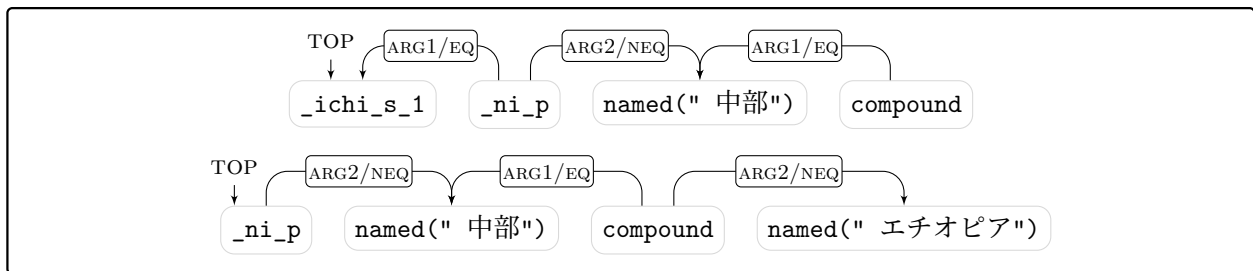 TOP ARG1/EQ ARG2/NEQ ARG1/EQ
_ichi_s_1 _ni_p named(" 中部") compound
TOP ARG2/NEQ ARG1/EQ ARG2/NEQ
_ni_p named(" 中部") compound named(" エチオピア")